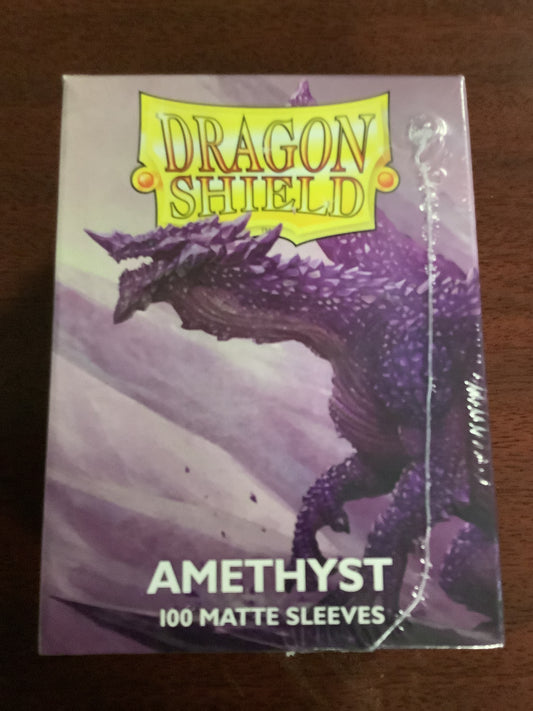 DRAGON
SHIELD
AMETHYST
100 MATTE SLEEVES